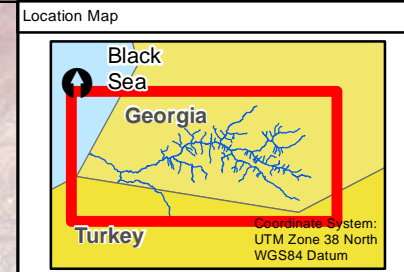 Location Map
Black
Sea
Georgia
Turkey
Coordinate System:
UTM Zone 38 North
WGS84 Datum